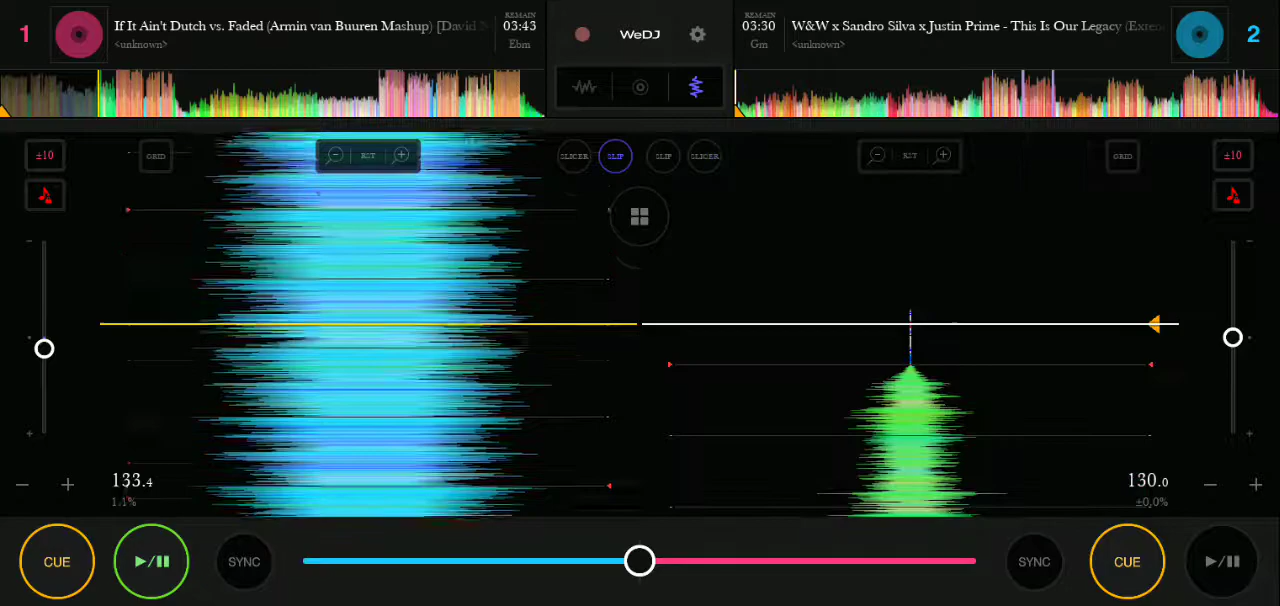 1
If It Ain't Dutch vs. Faded (Armin van Buuren Mashup) [David
<unknown>
REMAIN
03:43
Ebm
WeDJ
REMAIN
03:30
Gm
W&W x Sandro Silva x Justin Prime - This Is Our Legacy (Exten
<unknown>
2
±10
GRID
RST
SLICER
SLIP
SLIP
SLICER
RST
GRID
±10
133.4
1.1%
130.0
±0,0%
CUE
SYNC
SYNC
CUE